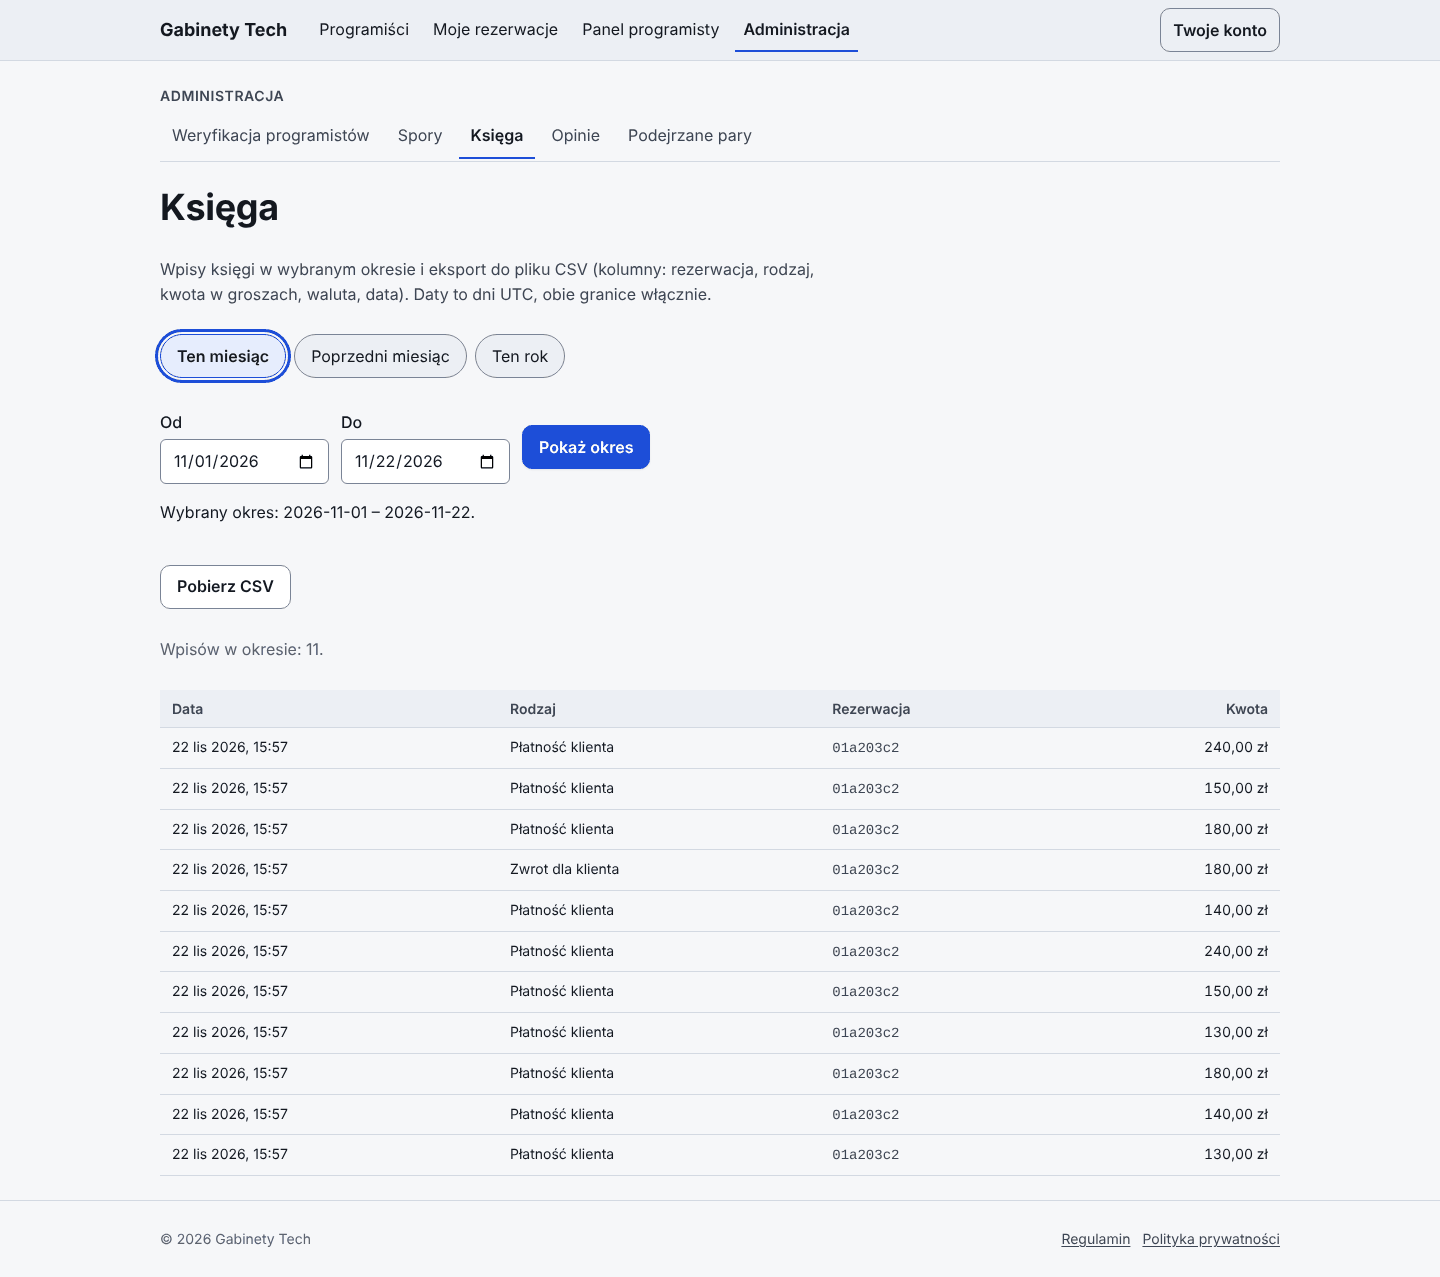 Gabinety Tech Programiści Moje rezerwacje Panel programisty Administracja Twoje konto
ADMINISTRACJA
Weryfikacja programistów Spory Księga Opinie Podejrzane pary
Księga
Wpisy księgi w wybranym okresie i eksport do pliku CSV (kolumny: rezerwacja, rodzaj,
kwota w groszach, waluta, data). Daty to dni UTC, obie granice włącznie.
Ten miesiąc Poprzedni miesiąc Ten rok
Od Do
11/01/2026 11/22/2026 Pokaż okres
Wybrany okres: 2026-11-01 – 2026-11-22.
Pobierz CSV
Wpisów w okresie: 11.
Data Rodzaj Rezerwacja Kwota
22 lis 2026, 15:57 Płatność klienta 01a203c2 240,00 zł
22 lis 2026, 15:57 Płatność klienta 01a203c2 150,00 zł
22 lis 2026, 15:57 Płatność klienta 01a203c2 180,00 zł
22 lis 2026, 15:57 Zwrot dla klienta 01a203c2 180,00 zł
22 lis 2026, 15:57 Płatność klienta 01a203c2 140,00 zł
22 lis 2026, 15:57 Płatność klienta 01a203c2 240,00 zł
22 lis 2026, 15:57 Płatność klienta 01a203c2 150,00 zł
22 lis 2026, 15:57 Płatność klienta 01a203c2 130,00 zł
22 lis 2026, 15:57 Płatność klienta 01a203c2 180,00 zł
22 lis 2026, 15:57 Płatność klienta 01a203c2 140,00 zł
22 lis 2026, 15:57 Płatność klienta 01a203c2 130,00 zł
© 2026 Gabinety Tech Regulamin Polityka prywatności